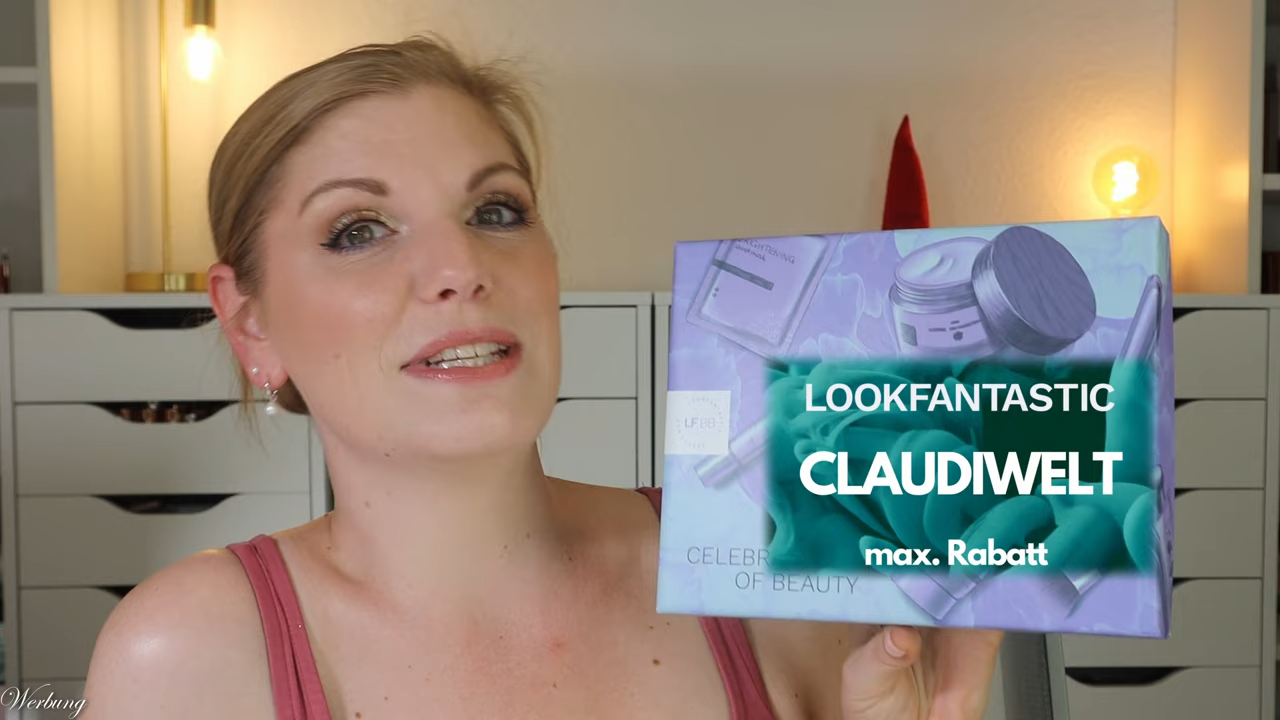 LF.BB
LOOKFANTASTIC
CLAUDIWELT
max. Rabatt
OF BEAUTY
Werbung